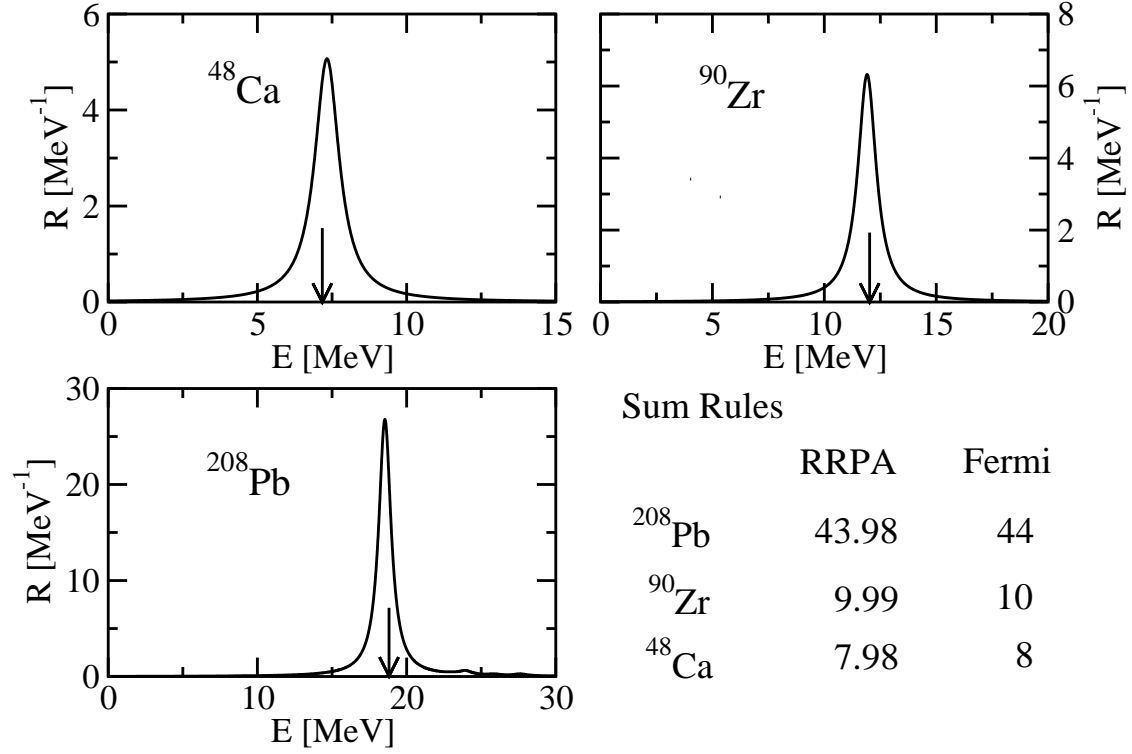 6
4
2
0
R [MeV-1]
48Ca
0 5 10 15
E [MeV]
8
6
4
2
0
R [MeV-1]
90Zr
0 5 10 15 20
E [MeV]
30
20
10
0
R [MeV-1]
208Pb
0 10 20 30
E [MeV]
Sum Rules
RRPA Fermi
208Pb 43.98 44
90Zr 9.99 10
48Ca 7.98 8